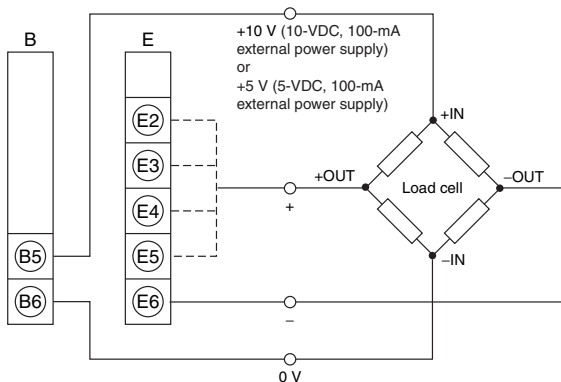 B
E
+10 V (10-VDC, 100-mA
external power supply)
or
+5 V (5-VDC, 100-mA
external power supply)
E2
E3
E4
E5
E6
B5
B6
+IN
+OUT
Load cell
–OUT
–IN
+
–
0 V